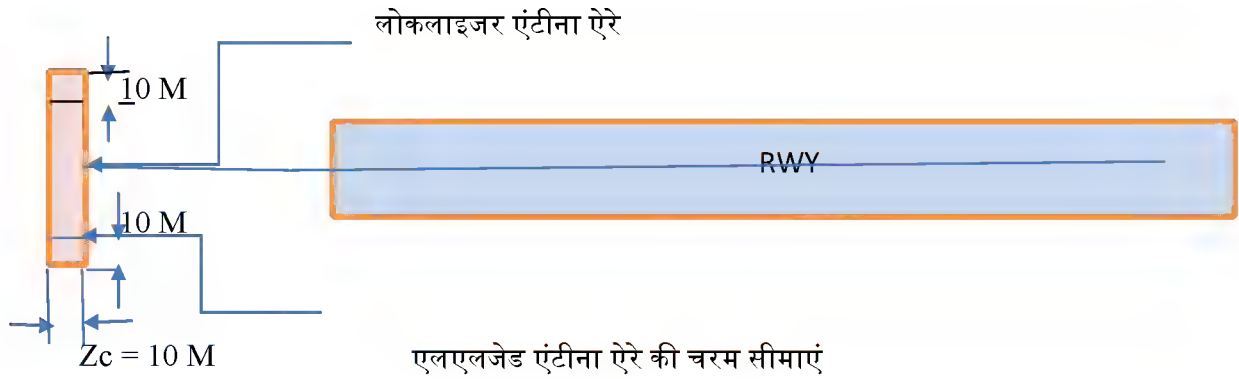 लोकलाइजर एंटीना ऐरे
10 M
RWY
10 M
Zc = 10 M
एलएलजेड एंटीना ऐरे की चरम सीमाएं